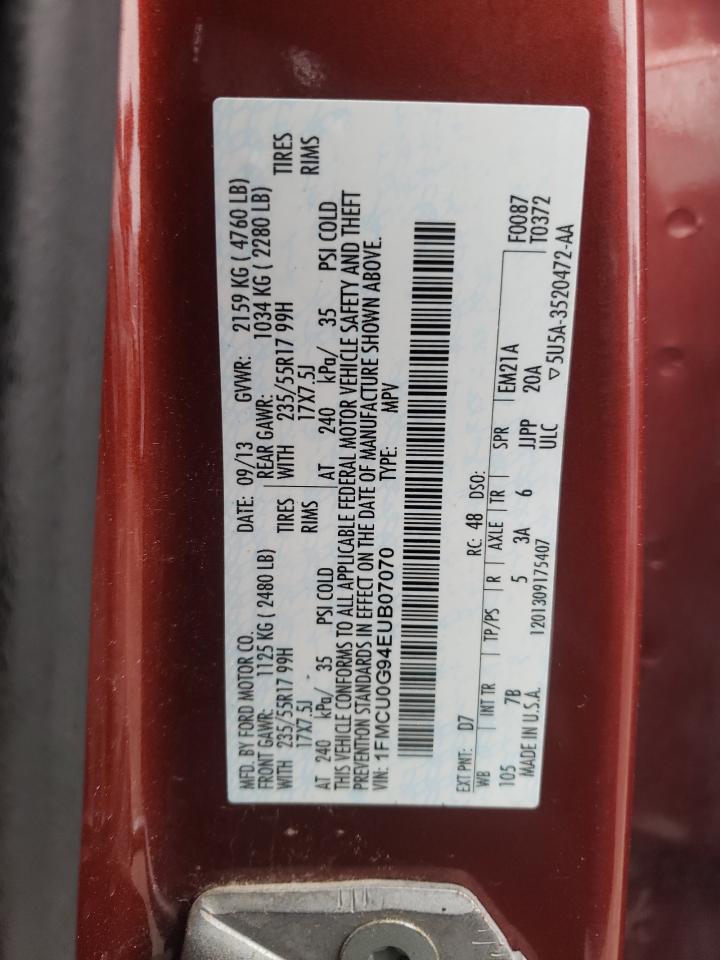 MFD. BY FORD MOTOR CO. DATE: 09/13 GVWR: 2159 KG ( 4760 LB)
FRONT GAWR: 1125 KG ( 2480 LB) REAR GAWR: 1034 KG ( 2280 LB)
WITH 235/55R17 99H TIRES WITH 235/55R17 99H TIRES
17X7.5J RIMS 17X7.5J RIMS
AT 240 kPa/ 35 PSI COLD AT 240 kPa/ 35 PSI COLD
THIS VEHICLE CONFORMS TO ALL APPLICABLE FEDERAL MOTOR VEHICLE SAFETY AND THEFT
PREVENTION STANDARDS IN EFFECT ON THE DATE OF MANUFACTURE SHOWN ABOVE.
VIN: 1FMCU0G94EUB07070 TYPE: MPV
EXT PNT: D7 RC: 48 DSO: F0087
WB INT TR TP/PS R AXLE TR SPR EM21A T0372
105 7B 5 3A 6 JJPP 20A
MADE IN U.S.A. 1201309175407 ULC ▽5U5A-3520472-AA